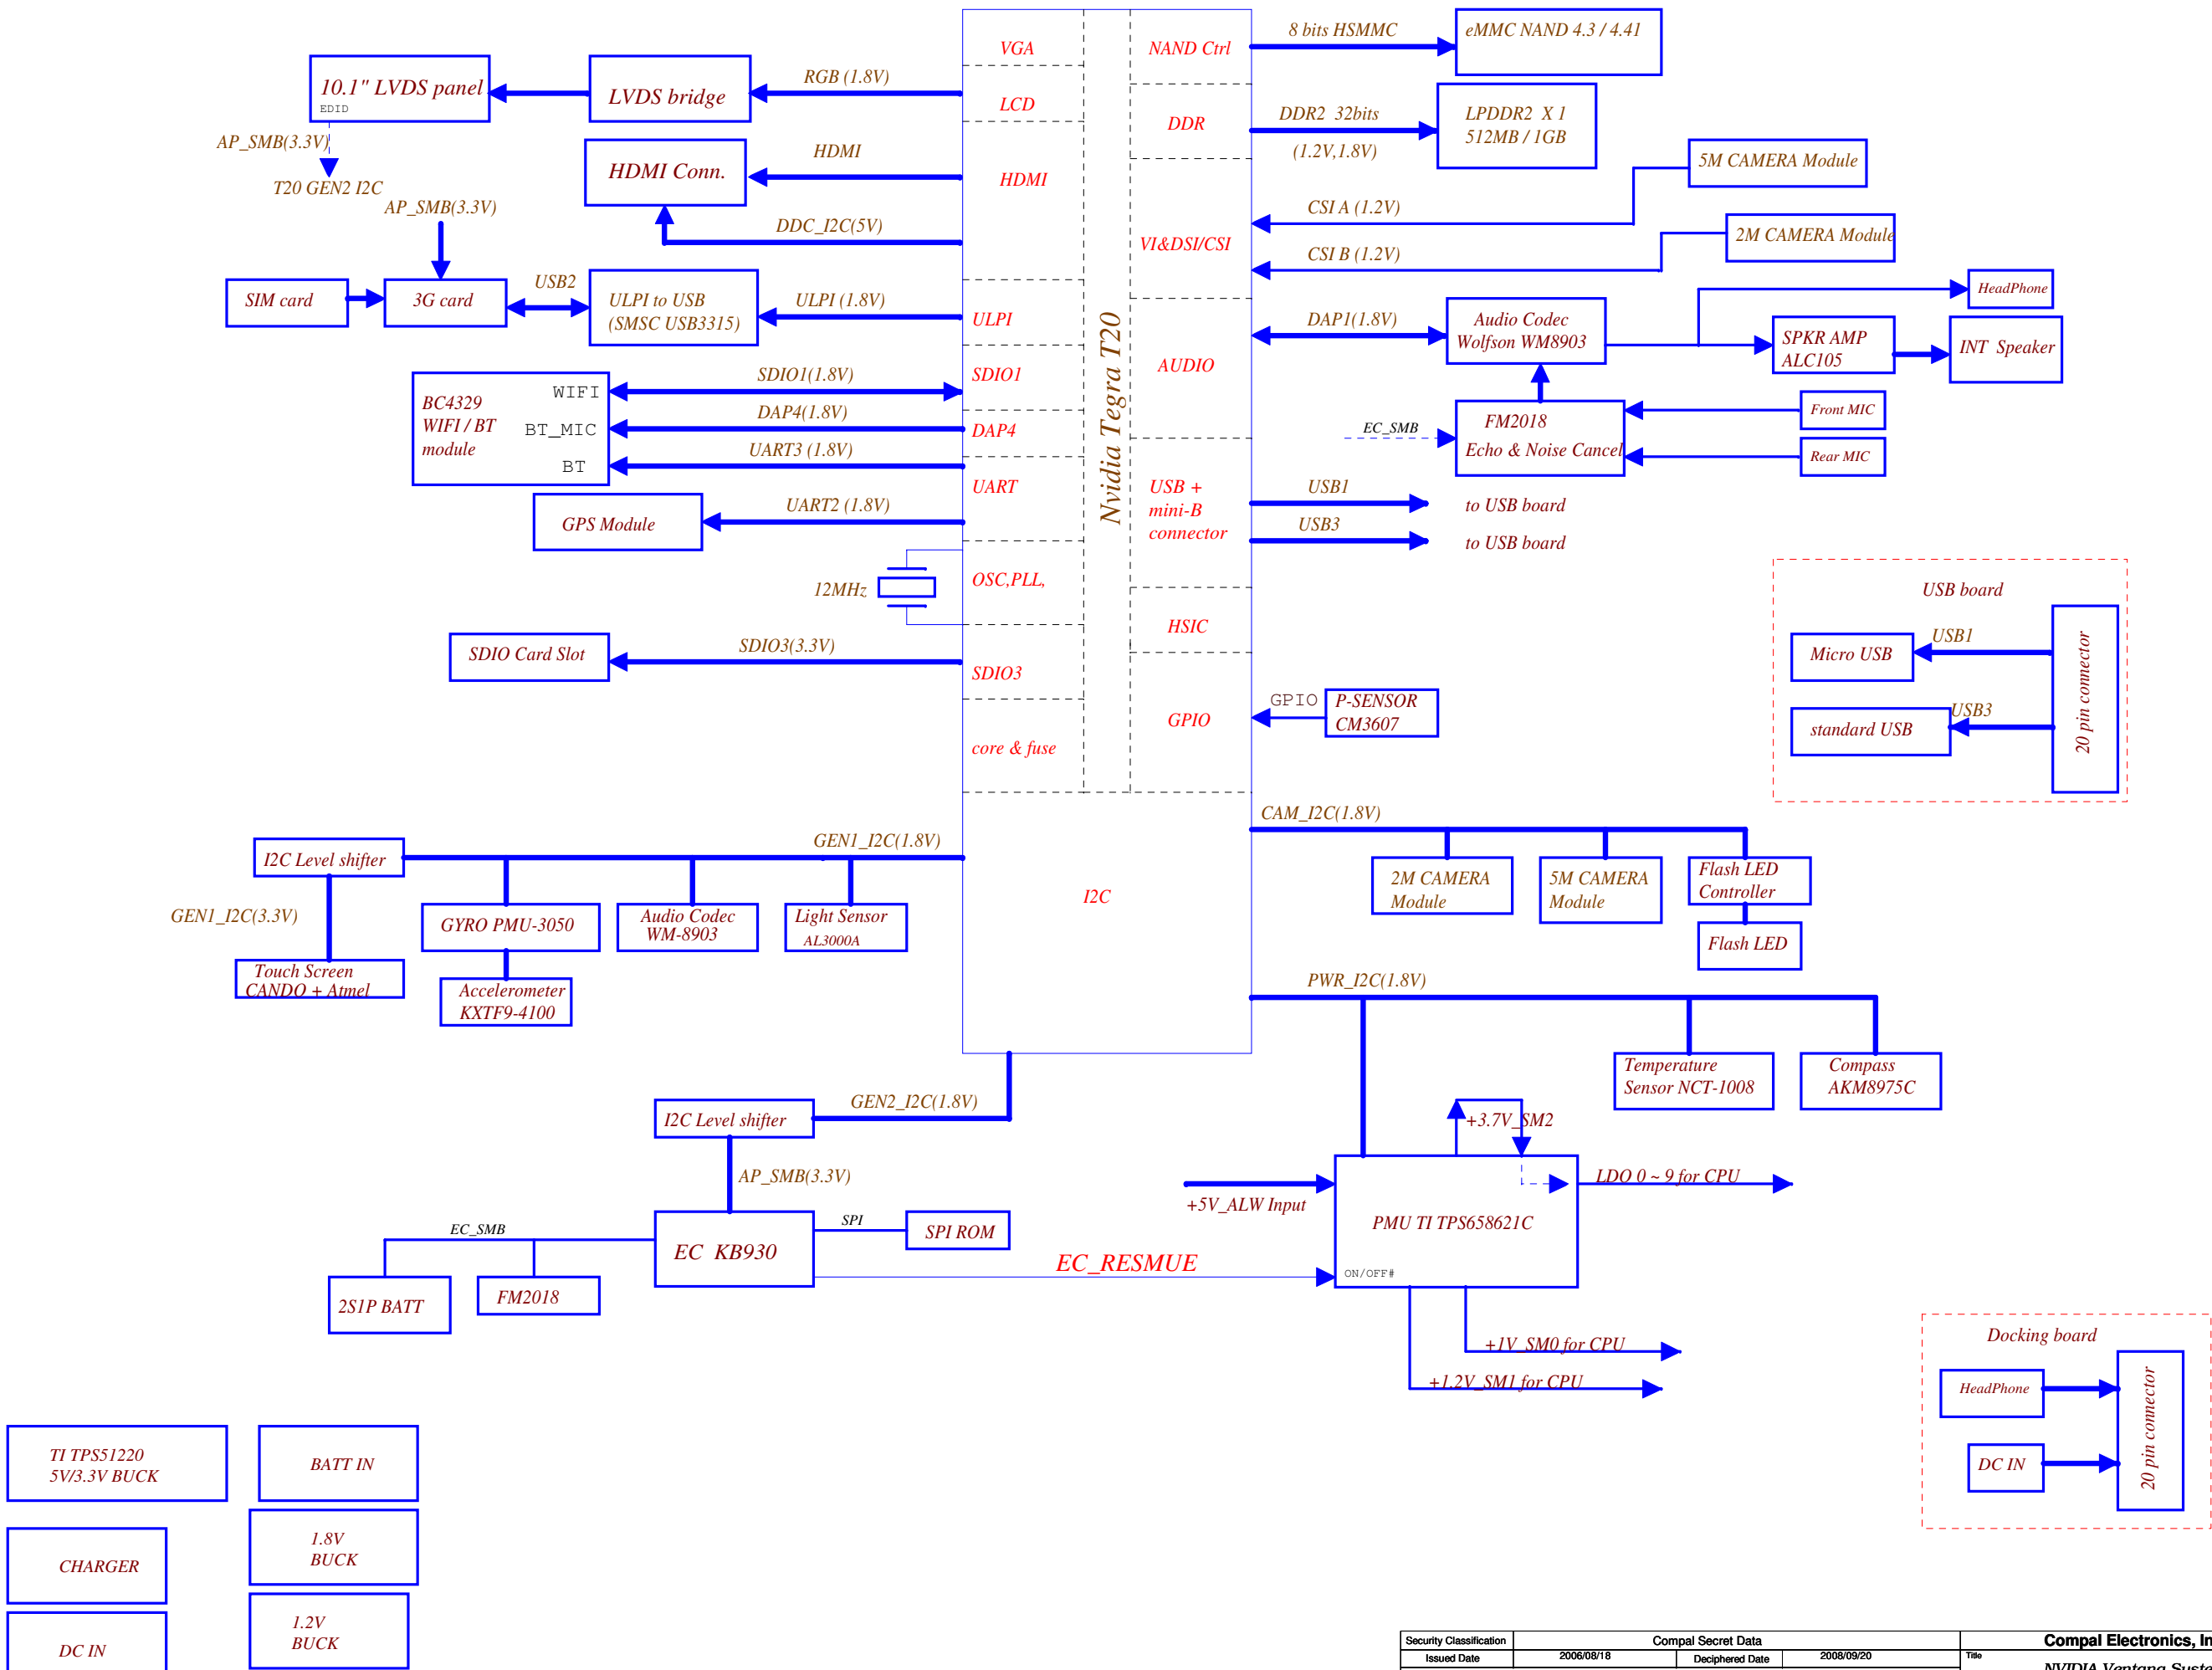 VGA
LCD
HDMI
ULPI
SDIO1
DAP4
UART
OSC,PLL,
SDIO3
core & fuse
Nvidia Tegra T20
NAND Ctrl
DDR
VI&DSI/CSI
AUDIO
USB +
mini-B
connector
HSIC
GPIO
I2C
10.1" LVDS panel
EDID
LVDS bridge
RGB (1.8V)
AP_SMB(3.3V)
T20 GEN2 I2C
HDMI Conn.
HDMI
DDC_I2C(5V)
AP_SMB(3.3V)
SIM card
3G card
USB2
ULPI to USB
(SMSC USB3315)
ULPI (1.8V)
BC4329
WIFI / BT
module
WIFI
BT_MIC
BT
SDIO1(1.8V)
DAP4(1.8V)
UART3 (1.8V)
GPS Module
UART2 (1.8V)
12MHz
SDIO Card Slot
SDIO3(3.3V)
8 bits HSMMC
eMMC NAND 4.3 / 4.41
DDR2 32bits
(1.2V,1.8V)
LPDDR2 X 1
512MB / 1GB
5M CAMERA Module
CSI A (1.2V)
2M CAMERA Module
CSI B (1.2V)
DAP1(1.8V)
Audio Codec
Wolfson WM8903
HeadPhone
SPKR AMP
ALC105
INT Speaker
EC_SMB
FM2018
Echo & Noise Cancel
Front MIC
Rear MIC
USB1
to USB board
USB3
to USB board
GPIO
P-SENSOR
CM3607
USB board
Micro USB
USB1
standard USB
USB3
20 pin connector
GEN1_I2C(1.8V)
I2C Level shifter
GEN1_I2C(3.3V)
Touch Screen
CANDO + Atmel
GYRO PMU-3050
Accelerometer
KXTF9-4100
Audio Codec
WM-8903
Light Sensor
AL3000A
CAM_I2C(1.8V)
2M CAMERA
Module
5M CAMERA
Module
Flash LED
Controller
Flash LED
PWR_I2C(1.8V)
Temperature
Sensor NCT-1008
Compass
AKM8975C
GEN2_I2C(1.8V)
I2C Level shifter
AP_SMB(3.3V)
EC KB930
EC_SMB
2S1P BATT
FM2018
SPI
SPI ROM
EC_RESMUE
+3.7V_SM2
+5V_ALW Input
PMU TI TPS658621C
ON/OFF#
LDO 0 ~ 9 for CPU
+1V_SM0 for CPU
+1.2V_SM1 for CPU
Docking board
HeadPhone
DC IN
20 pin connector
TI TPS51220
5V/3.3V BUCK
BATT IN
CHARGER
1.8V
BUCK
DC IN
1.2V
BUCK
Security Classification
Compal Secret Data
Compal Electronics, In
Issued Date
2006/08/18
Deciphered Date
2008/09/20
Title